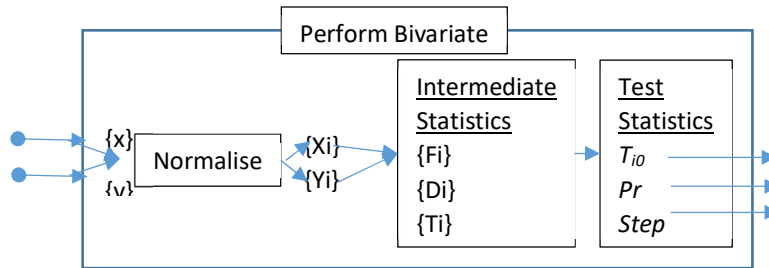 Perform Bivariate
{x}
{y}
Normalise
{Xi}
{Yi}
Intermediate
Statistics
{Fi}
{Di}
{Ti}
Test
Statistics
Ti0
Pr
Step